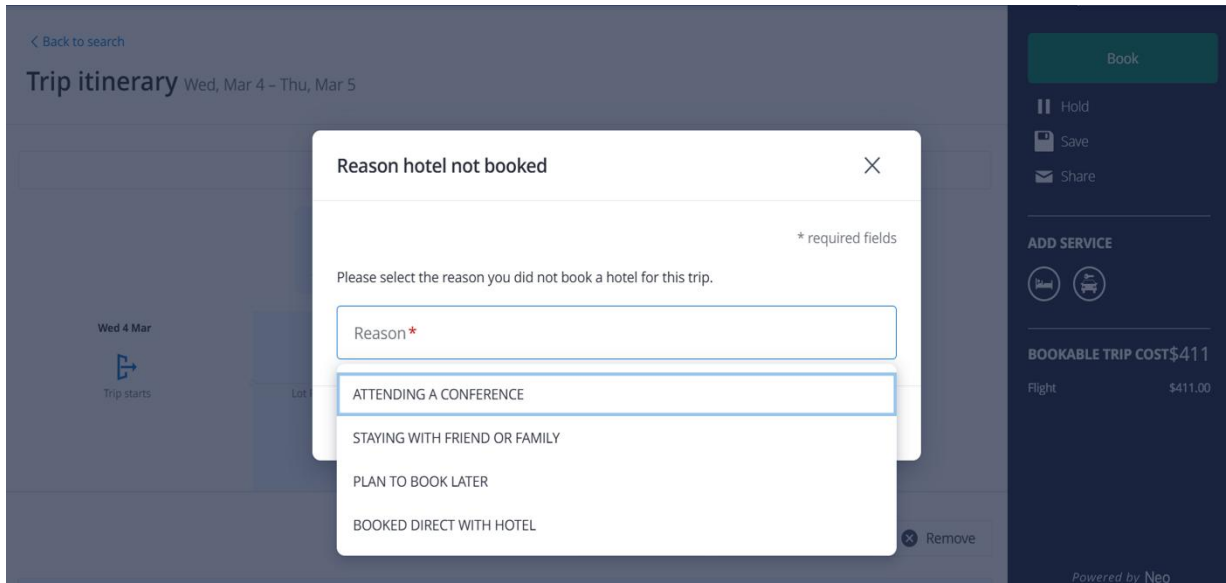 < Back to search
Trip itinerary Wed, Mar 4 – Thu, Mar 5
Reason hotel not booked
* required fields
Please select the reason you did not book a hotel for this trip.
Reason*
ATTENDING A CONFERENCE
STAYING WITH FRIEND OR FAMILY
PLAN TO BOOK LATER
BOOKED DIRECT WITH HOTEL
Wed 4 Mar
Trip starts
Lot
Remove
Book
Hold
Save
Share
ADD SERVICE
BOOKABLE TRIP COST$411
Flight $411.00
Powered by Neo